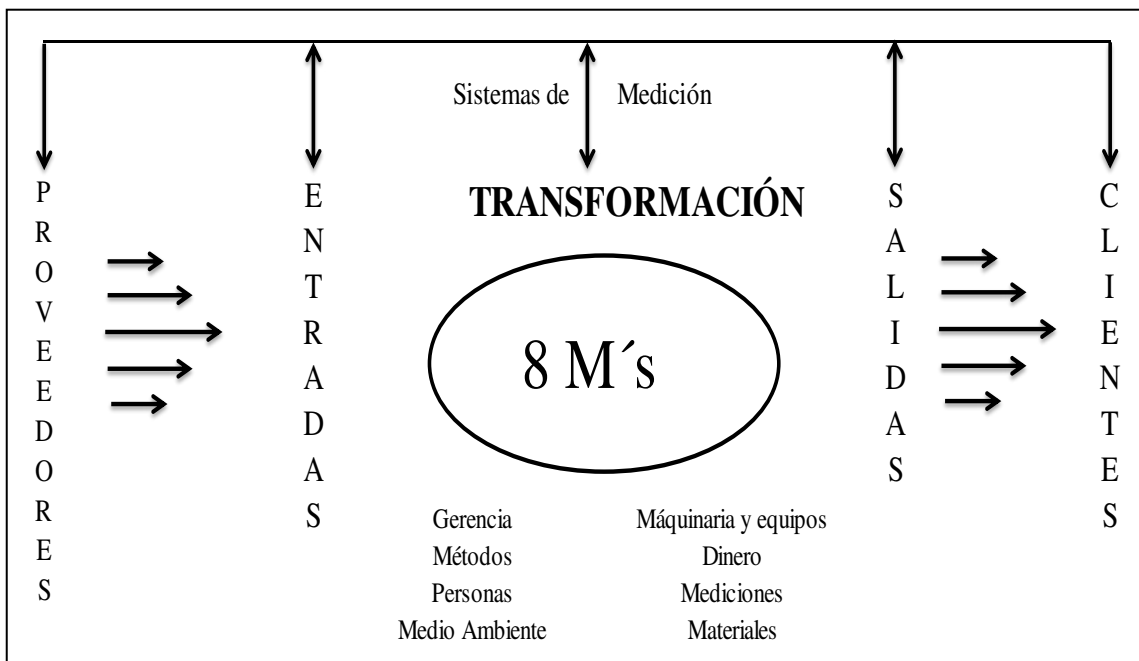 Sistemas de Medición
PROVEEDORES
ENTRADAS
TRANSFORMACIÓN
8 M´s
Gerencia
Métodos
Personas
Medio Ambiente
Máquinaria y equipos
Dinero
Mediciones
Materiales
SALIDAS
CLIENTES